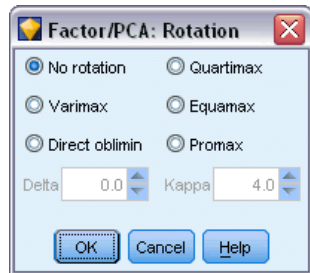 Factor/PCA: Rotation
No rotation Quartimax
Varimax Equamax
Direct oblimin Promax
Delta 0.0 Kappa 4.0
OK Cancel Help